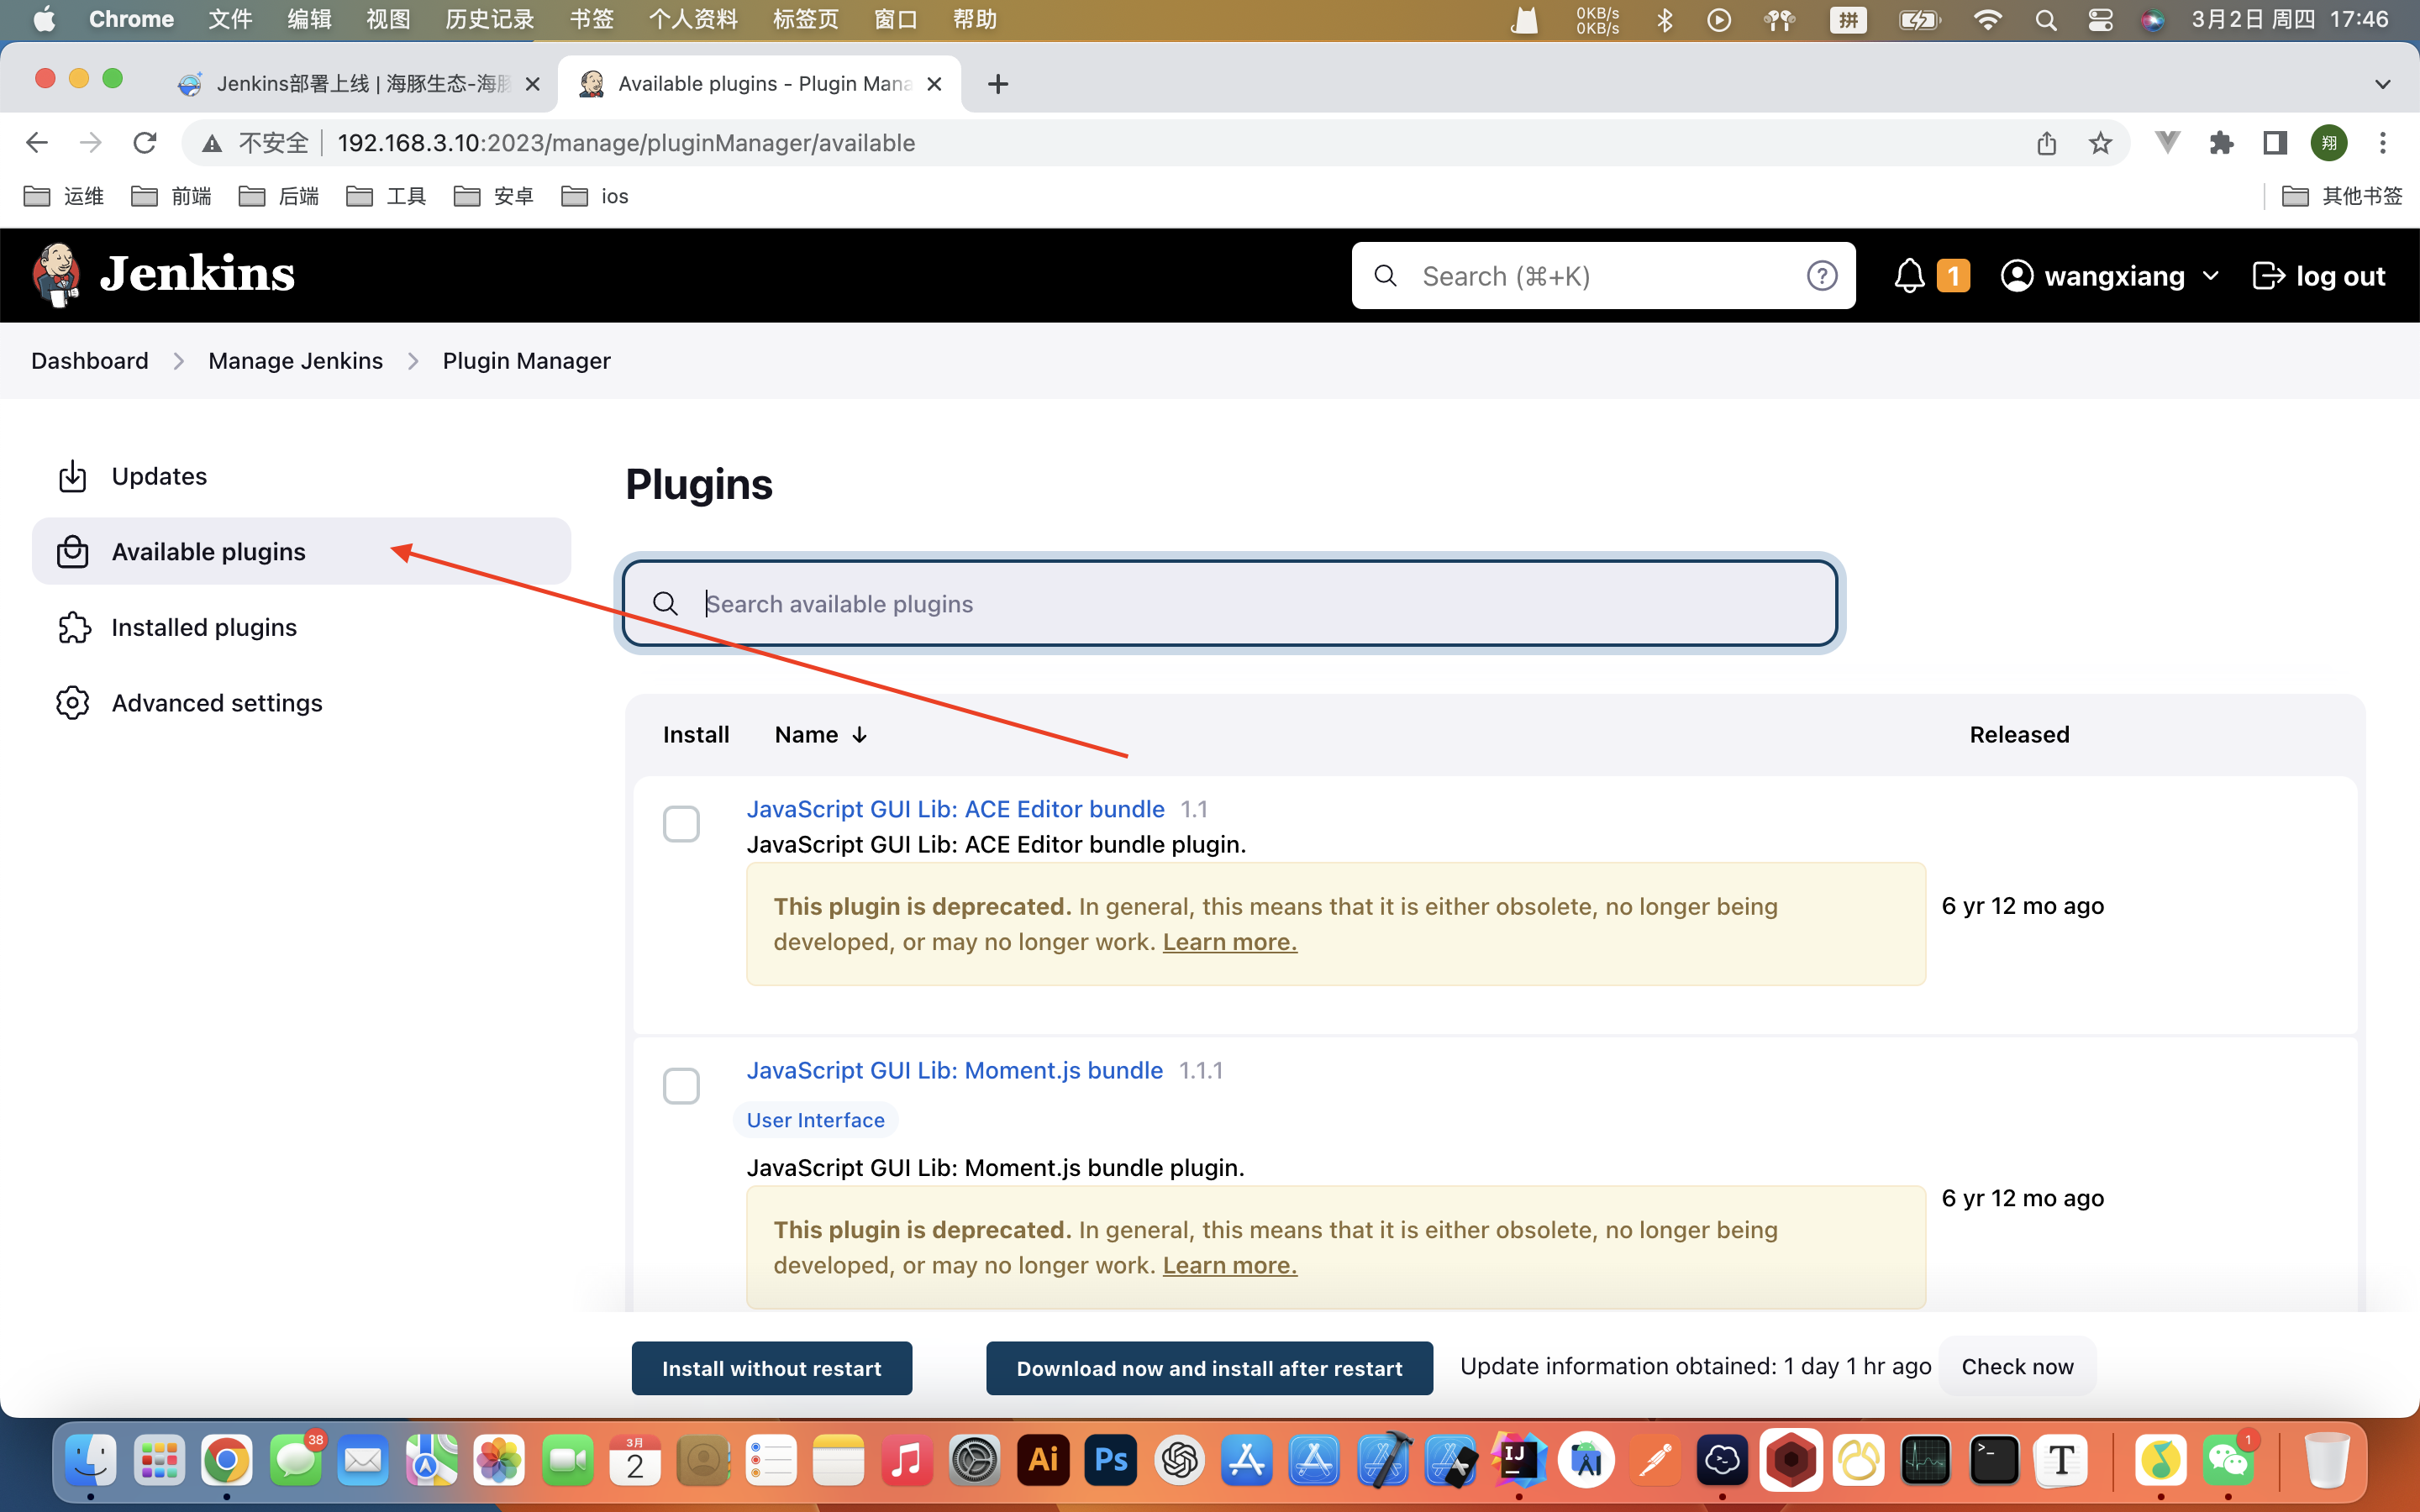 Chrome 文件 编辑 视图 历史记录 书签 个人资料 标签页 窗口 帮助
0KB/s
0KB/s
拼
3月2日 周四 17:46
Jenkins部署上线 | 海豚生态-海豚
Available plugins - Plugin Mana
不安全 192.168.3.10:2023/manage/pluginManager/available
翔
运维 前端 后端 工具 安卓 ios 其他书签
Jenkins
Search (⌘+K)
1
wangxiang
log out
Dashboard Manage Jenkins Plugin Manager
Updates
Available plugins
Installed plugins
Advanced settings
Plugins
Search available plugins
Install Name ↓ Released
JavaScript GUI Lib: ACE Editor bundle 1.1
JavaScript GUI Lib: ACE Editor bundle plugin.
This plugin is deprecated. In general, this means that it is either obsolete, no longer being
developed, or may no longer work. Learn more.
6 yr 12 mo ago
JavaScript GUI Lib: Moment.js bundle 1.1.1
User Interface
JavaScript GUI Lib: Moment.js bundle plugin.
This plugin is deprecated. In general, this means that it is either obsolete, no longer being
developed, or may no longer work. Learn more.
6 yr 12 mo ago
Install without restart
Download now and install after restart
Update information obtained: 1 day 1 hr ago
Check now
38
3月
2
Ai
Ps
IJ
T
1